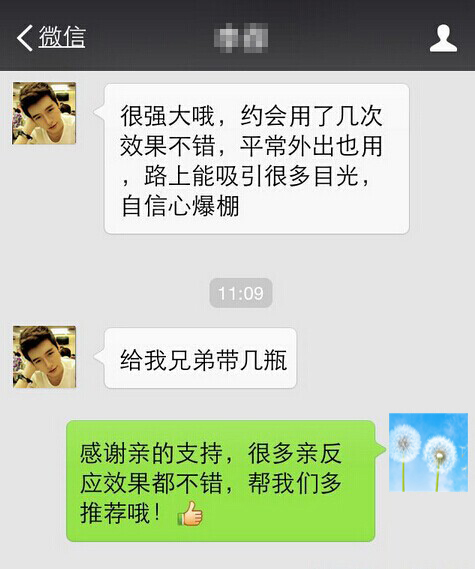 微信
很强大哦，约会用了几次
效果不错，平常外出也用
，路上能吸引很多目光，
自信心爆棚
11:09
给我兄弟带几瓶
感谢亲的支持，很多亲反
应效果都不错，帮我们多
推荐哦！